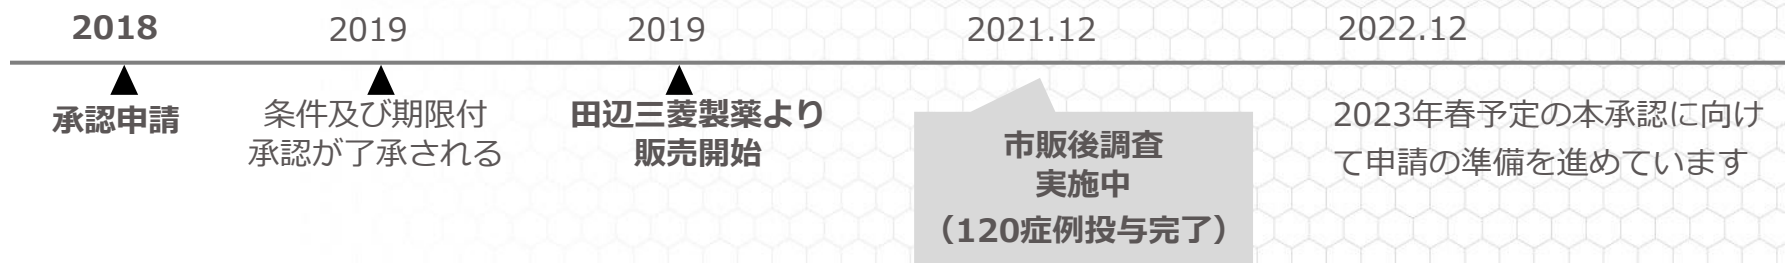 2018
2019
2019
2021.12
2022.12
承認申請
条件及び期限付
承認が了承される
田辺三菱製薬より
販売開始
市販後調査
実施中
（120症例投与完了）
2023年春予定の本承認に向け
て申請の準備を進めています